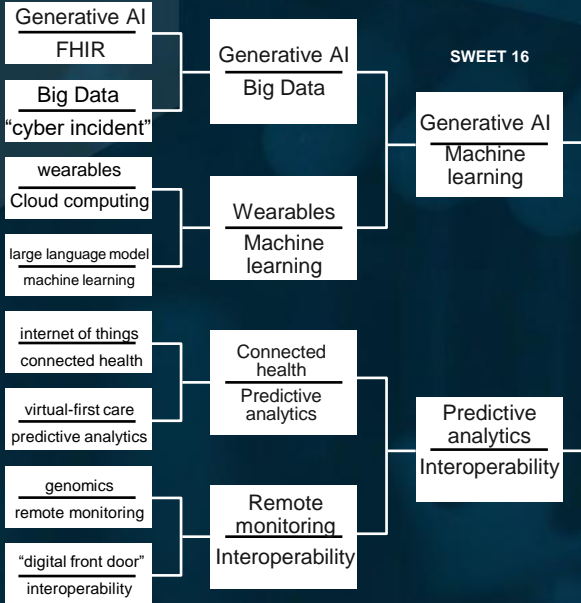 Generative AI
FHIR
Big Data
“cyber incident”
wearables
Cloud computing
large language model
machine learning
internet of things
connected health
virtual-first care
predictive analytics
genomics
remote monitoring
“digital front door”
interoperability
Generative AI
Big Data
Wearables
Machine
learning
Connected
health
Predictive
analytics
Remote
monitoring
Interoperability
SWEET 16
Generative AI
Machine
learning
Predictive
analytics
Interoperability